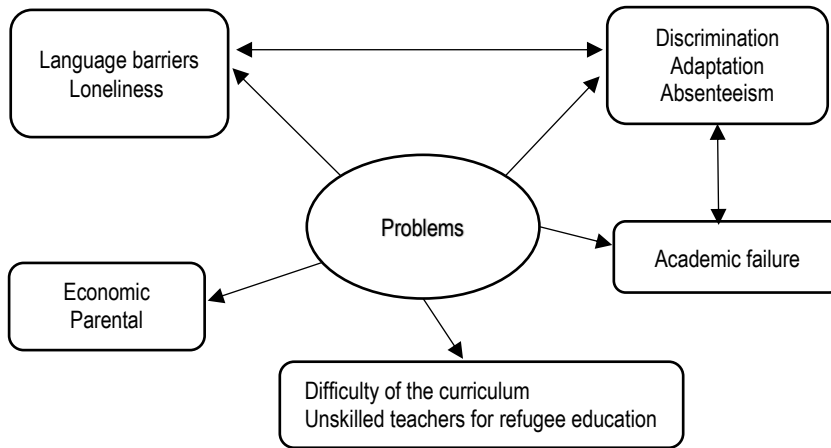 Language barriers
Loneliness
Discrimination
Adaptation
Absenteeism
Problems
Academic failure
Economic
Parental
Difficulty of the curriculum
Unskilled teachers for refugee education